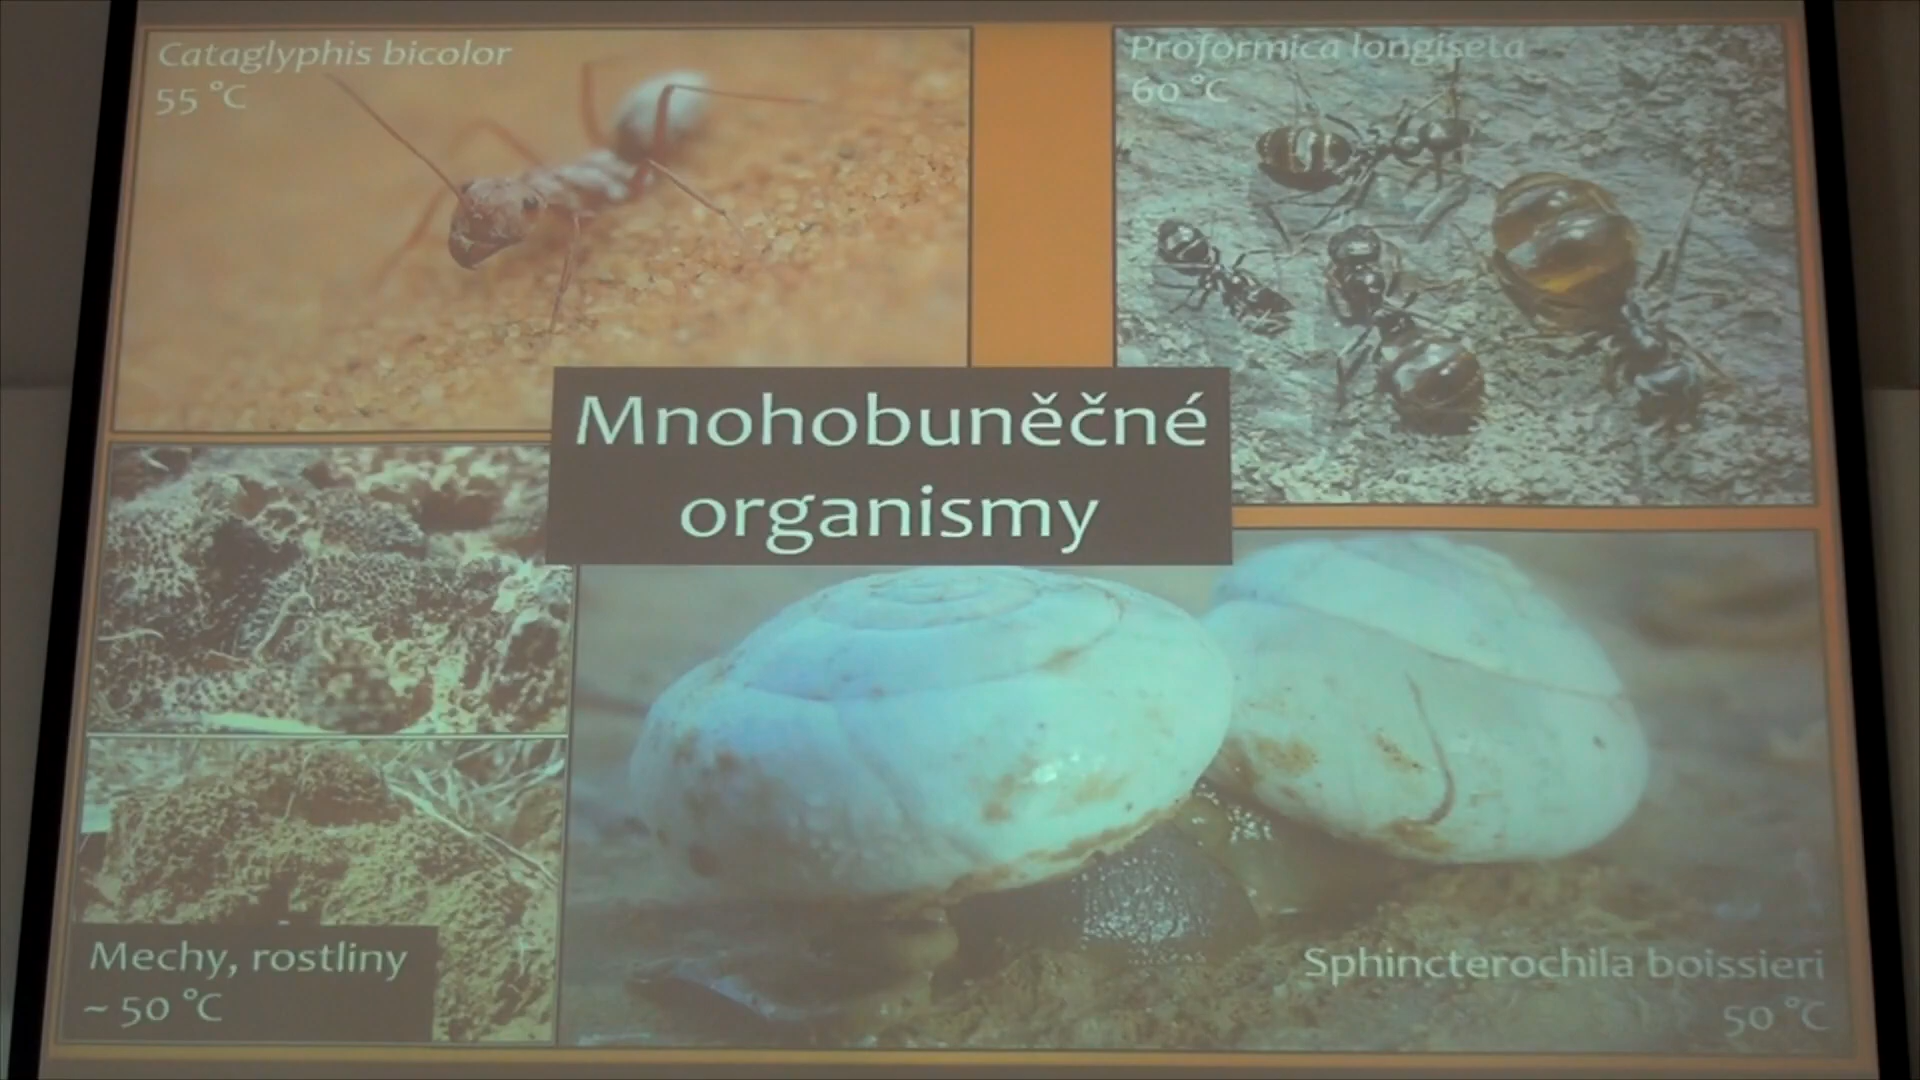 Cataglyphis bicolor
55 °C
Proformica longiseta
60 °C
Mnohobuněčné
organismy
Mechy, rostliny
~ 50 °C
Sphincterochila boissieri
50 °C